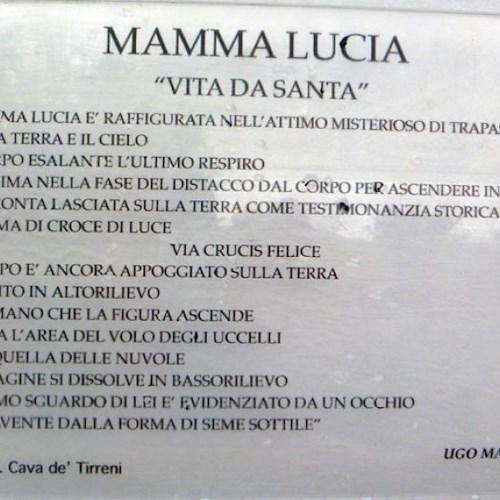 MAMMA LUCIA
"VITA DA SANTA"
MA LUCIA E' RAFFIGURATA NELL'ATTIMO MISTERIOSO DI TRAPAS
A TERRA E IL CIELO
RPO ESALANTE L'ULTIMO RESPIRO
IMA NELLA FASE DEL DISTACCO DAL CORPO PER ASCENDERE IN
ONTA LASCIATA SULLA TERRA COME TESTIMONANZIA STORICA
MA DI CROCE DI LUCE
VIA CRUCIS FELICE
PO E' ANCORA APPOGGIATO SULLA TERRA
ITO IN ALTORILIEVO
MANO CHE LA FIGURA ASCENDE
A L'AREA DEL VOLO DEGLI UCCELLI
QUELLA DELLE NUVOLE
AGINE SI DISSOLVE IN BASSORILIEVO
MO SGUARDO DI LEI E' EVIDENZIATO DA UN OCCHIO
VENTE DALLA FORMA DI SEME SOTTILE"
UGO MA
. Cava de' Tirreni